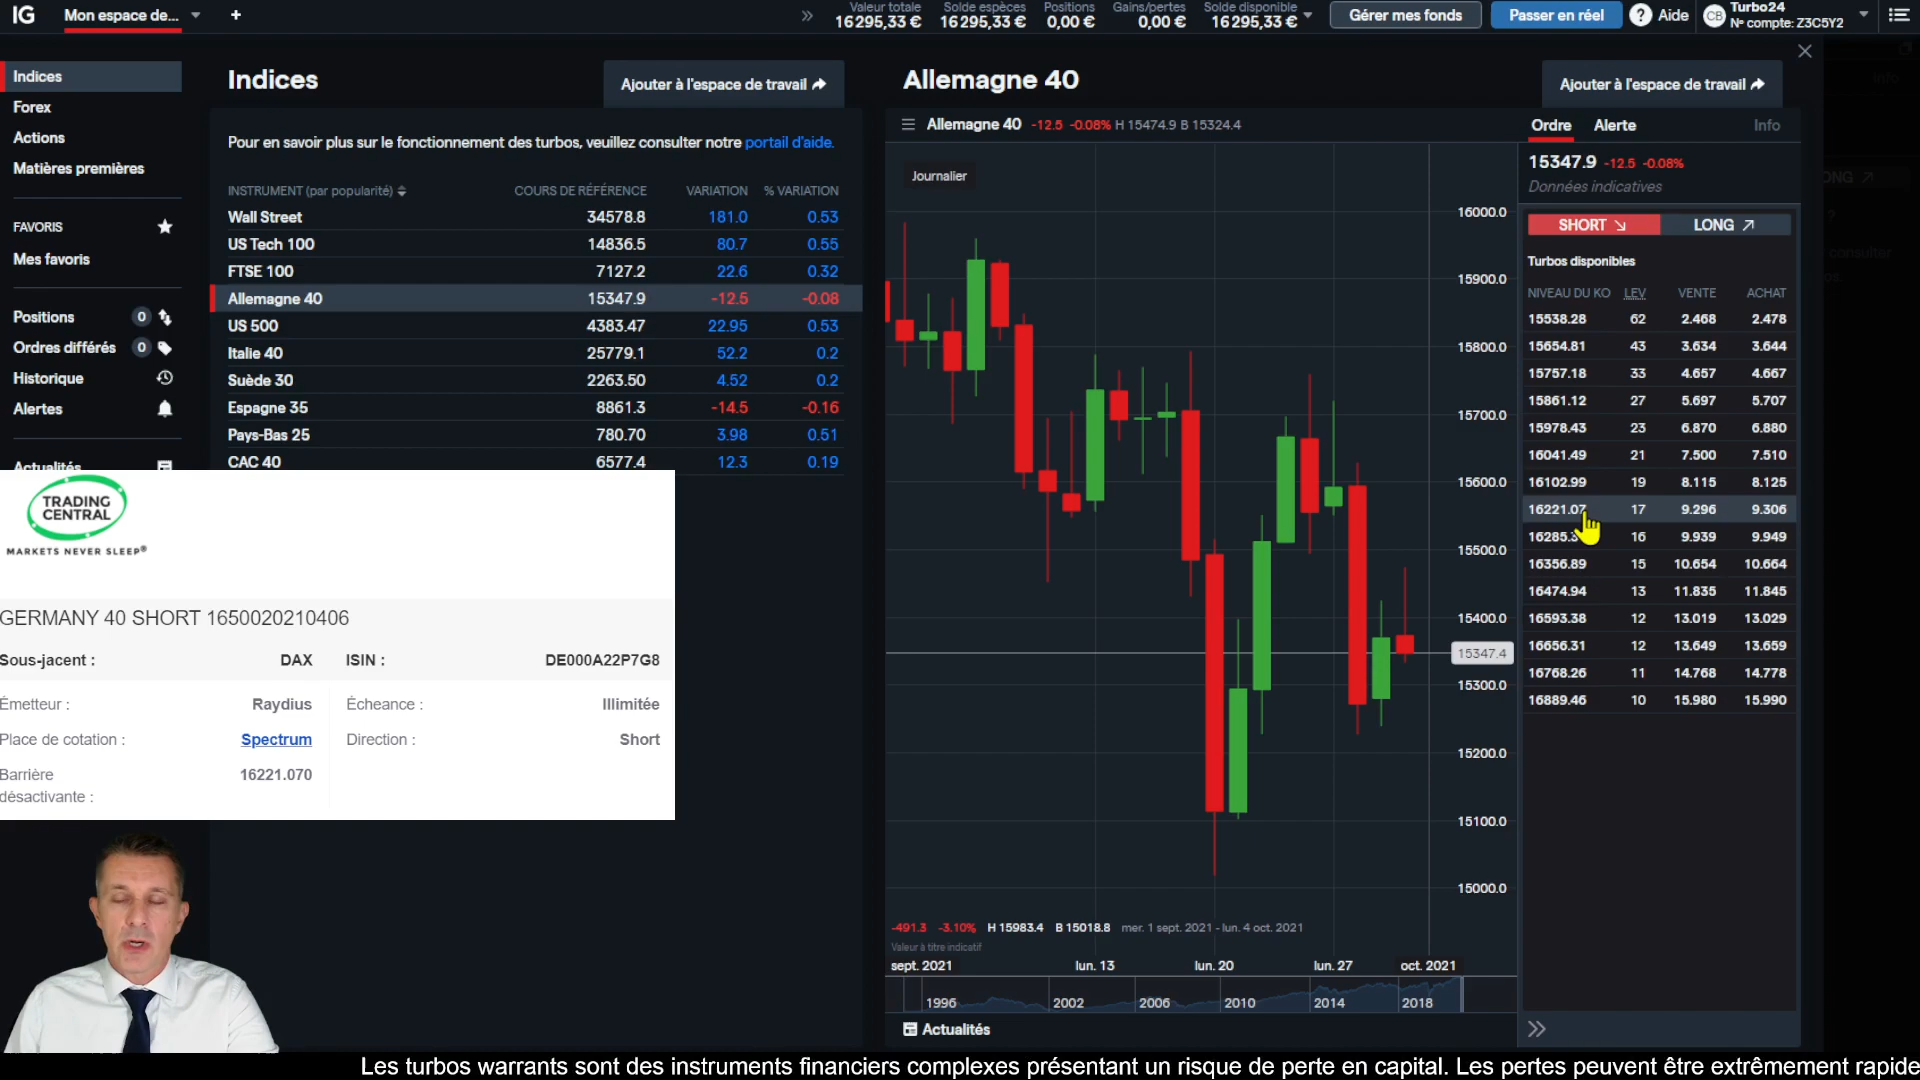 IG
Mon espace de...
+
Valeur totale
16 295,33 €
Solde espèces
16 295,33 €
Positions
0,00 €
Gains/pertes
0,00 €
Solde disponible
16 295,33 €
Gérer mes fonds
Passer en réel
? Aide
CB
Turbo24
Nº compte: Z3C5Y2
Indices
Forex
Actions
Matières premières
FAVORIS
Mes favoris
Positions 0
Ordres différés 0
Historique
Alertes
Actualités
Indices
Ajouter à l'espace de travail
Pour en savoir plus sur le fonctionnement des turbos, veuillez consulter notre portail d'aide.
INSTRUMENT (par popularité) COURS DE RÉFÉRENCE VARIATION % VARIATION
Wall Street 34578.8 181.0 0.53
US Tech 100 14836.5 80.7 0.55
FTSE 100 7127.2 22.6 0.32
Allemagne 40 15347.9 -12.5 -0.08
US 500 4383.47 22.95 0.53
Italie 40 25779.1 52.2 0.2
Suède 30 2263.50 4.52 0.2
Espagne 35 8861.3 -14.5 -0.16
Pays-Bas 25 780.70 3.98 0.51
CAC 40 6577.4 12.3 0.19
TRADING
CENTRAL
MARKETS NEVER SLEEP®
GERMANY 40 SHORT 1650020210406
Sous-jacent : DAX ISIN : DE000A22P7G8
Émetteur : Raydius Écheance : Illimitée
Place de cotation : Spectrum Direction : Short
Barrière 16221.070
désactivante :
Allemagne 40
Ajouter à l'espace de travail
Allemagne 40 -12.5 -0.08% H 15474.9 B 15324.4
Journalier
16000.0
15900.0
15800.0
15700.0
15600.0
15500.0
15400.0
15347.4
15300.0
15200.0
15100.0
15000.0
-491.3 -3.10% H 15983.4 B 15018.8 mer. 1 sept. 2021 - lun. 4 oct. 2021
Valeur à titre indicatif
sept. 2021 lun. 13 lun. 20 lun. 27 oct. 2021
1996 2002 2006 2010 2014 2018
Actualités
Ordre Alerte Info
15347.9 -12.5 -0.08%
Données indicatives
SHORT LONG
Turbos disponibles
NIVEAU DU KO LEV VENTE ACHAT
15538.28 62 2.468 2.478
15654.81 43 3.634 3.644
15757.18 33 4.657 4.667
15861.12 27 5.697 5.707
15978.43 23 6.870 6.880
16041.49 21 7.500 7.510
16102.99 19 8.115 8.125
16221.07 17 9.296 9.306
16285.3 16 9.939 9.949
16356.89 15 10.654 10.664
16474.94 13 11.835 11.845
16593.38 12 13.019 13.029
16656.31 12 13.649 13.659
16768.26 11 14.768 14.778
16889.46 10 15.980 15.990
Les turbos warrants sont des instruments financiers complexes présentant un risque de perte en capital. Les pertes peuvent être extrêmement rapide